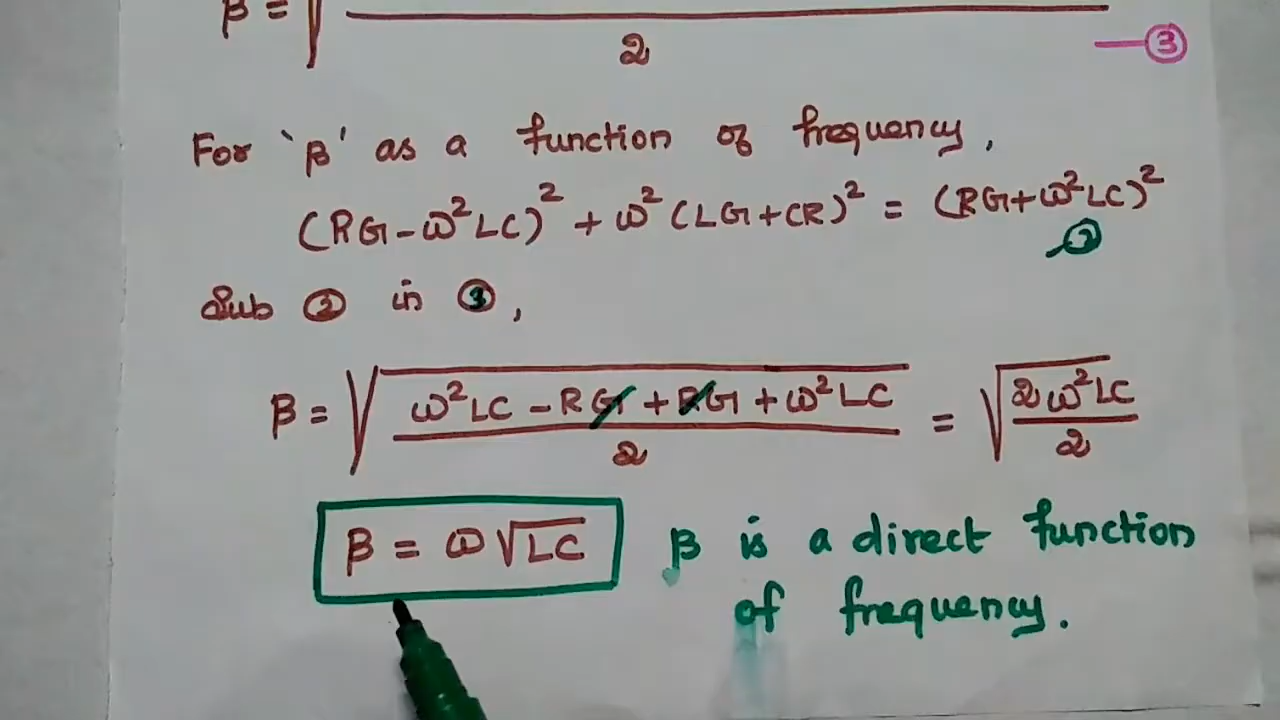 β = √
2 —③
For 'β' as a function of frequency,
(RG-ω²LC)² + ω²(LG+CR)² = (RG+ω²LC)²
②
Sub ② in ③,
β = √((ω²LC - RG + RG + ω²LC)/2) = √(2ω²LC/2)
β = ω√LC
β is a direct function
of frequency.